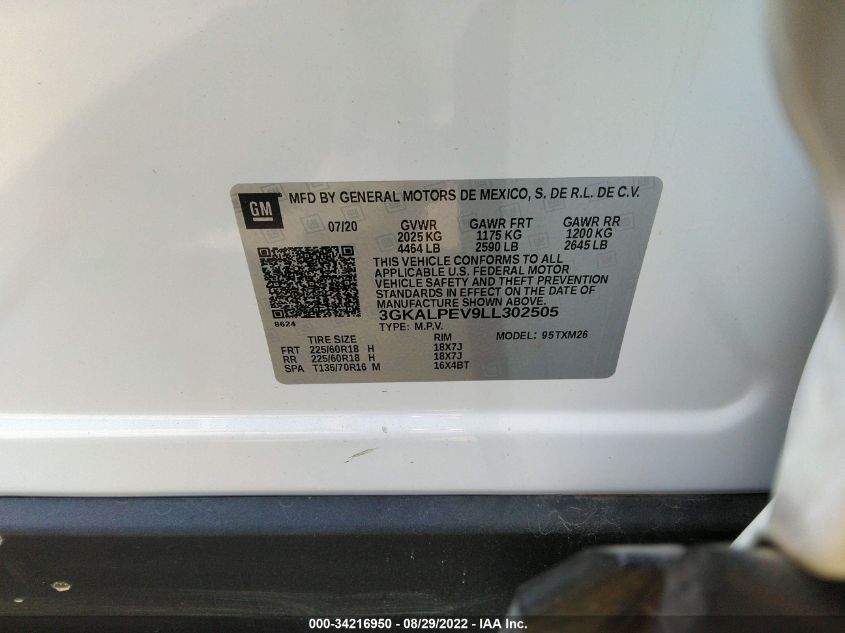 GM
MFD BY GENERAL MOTORS DE MEXICO, S. DE R.L. DE C.V.
07/20 GVWR GAWR FRT GAWR RR
2025 KG 1175 KG 1200 KG
4464 LB 2590 LB 2645 LB
THIS VEHICLE CONFORMS TO ALL
APPLICABLE U.S. FEDERAL MOTOR
VEHICLE SAFETY AND THEFT PREVENTION
STANDARDS IN EFFECT ON THE DATE OF
MANUFACTURE SHOWN ABOVE.
3GKALPEV9LL302505
8624
TYPE: M.P.V. MODEL: 95TXM26
TIRE SIZE RIM
FRT 225/60R18 H 18X7J
RR 225/60R18 H 18X7J
SPA T135/70R16 M 16X4BT
000-34216950 - 08/29/2022 - IAA Inc.